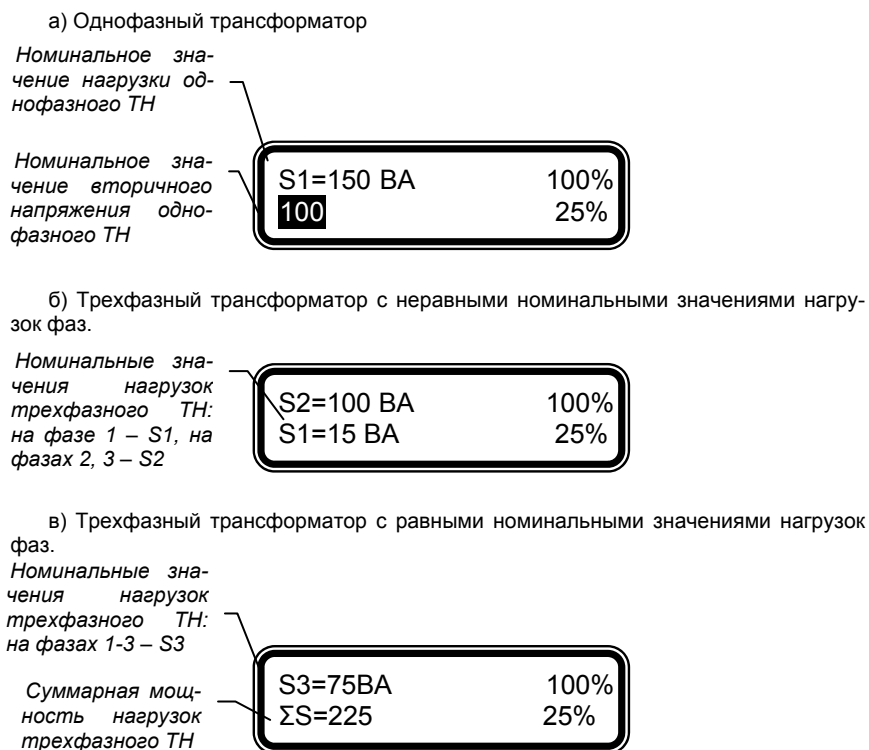 а) Однофазный трансформатор
Номинальное зна-
чение нагрузки од-
нофазного ТН
Номинальное зна-
чение вторичного
напряжения одно-
фазного ТН
S1=150 ВА 100%
100 25%
б) Трехфазный трансформатор с неравными номинальными значениями нагру-
зок фаз.
Номинальные зна-
чения нагрузок
трехфазного ТН:
на фазе 1 – S1, на
фазах 2, 3 – S2
S2=100 ВА 100%
S1=15 ВА 25%
в) Трехфазный трансформатор с равными номинальными значениями нагрузок
фаз.
Номинальные зна-
чения нагрузок
трехфазного ТН:
на фазах 1-3 – S3
Суммарная мощ-
ность нагрузок
трехфазного ТН
S3=75ВА 100%
ΣS=225 25%